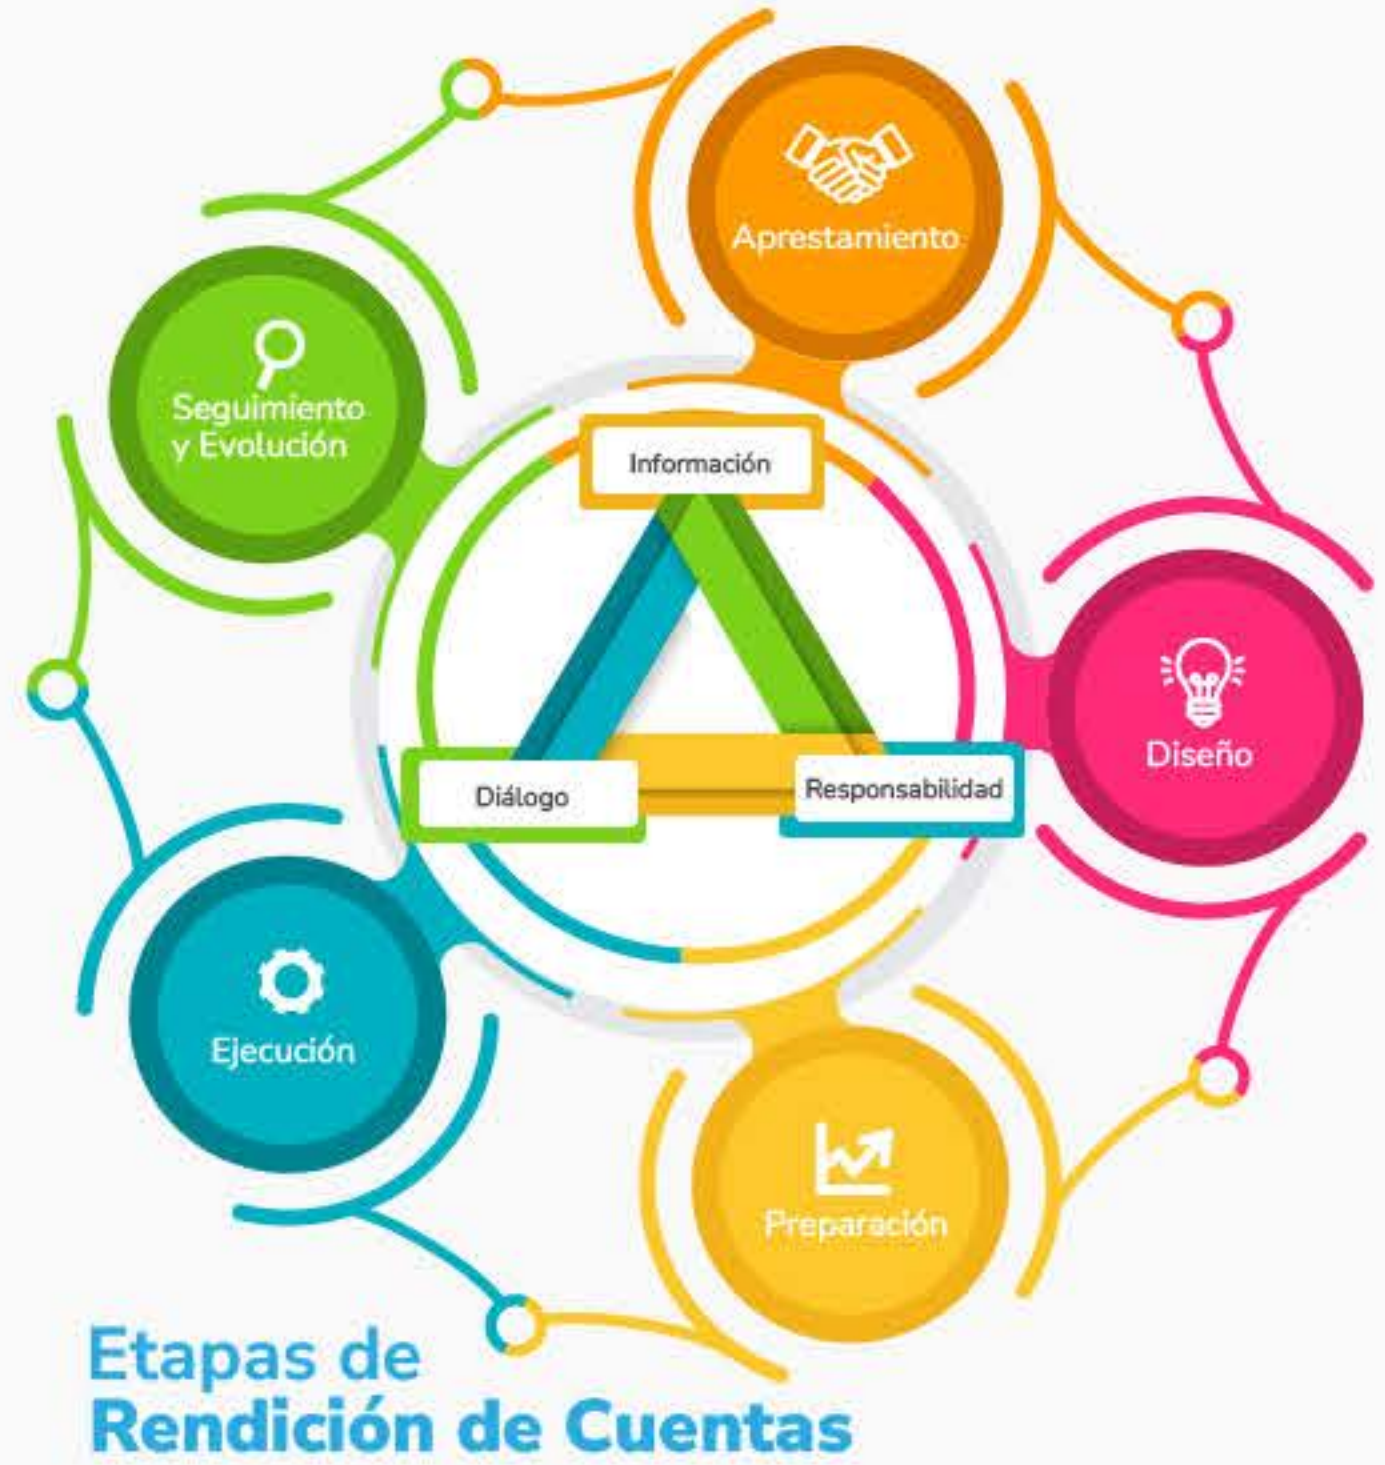 Aprestamiento
Seguimiento
y Evolución
Información
Diseño
Diálogo
Responsabilidad
Ejecución
Preparación
Etapas de
Rendición de Cuentas